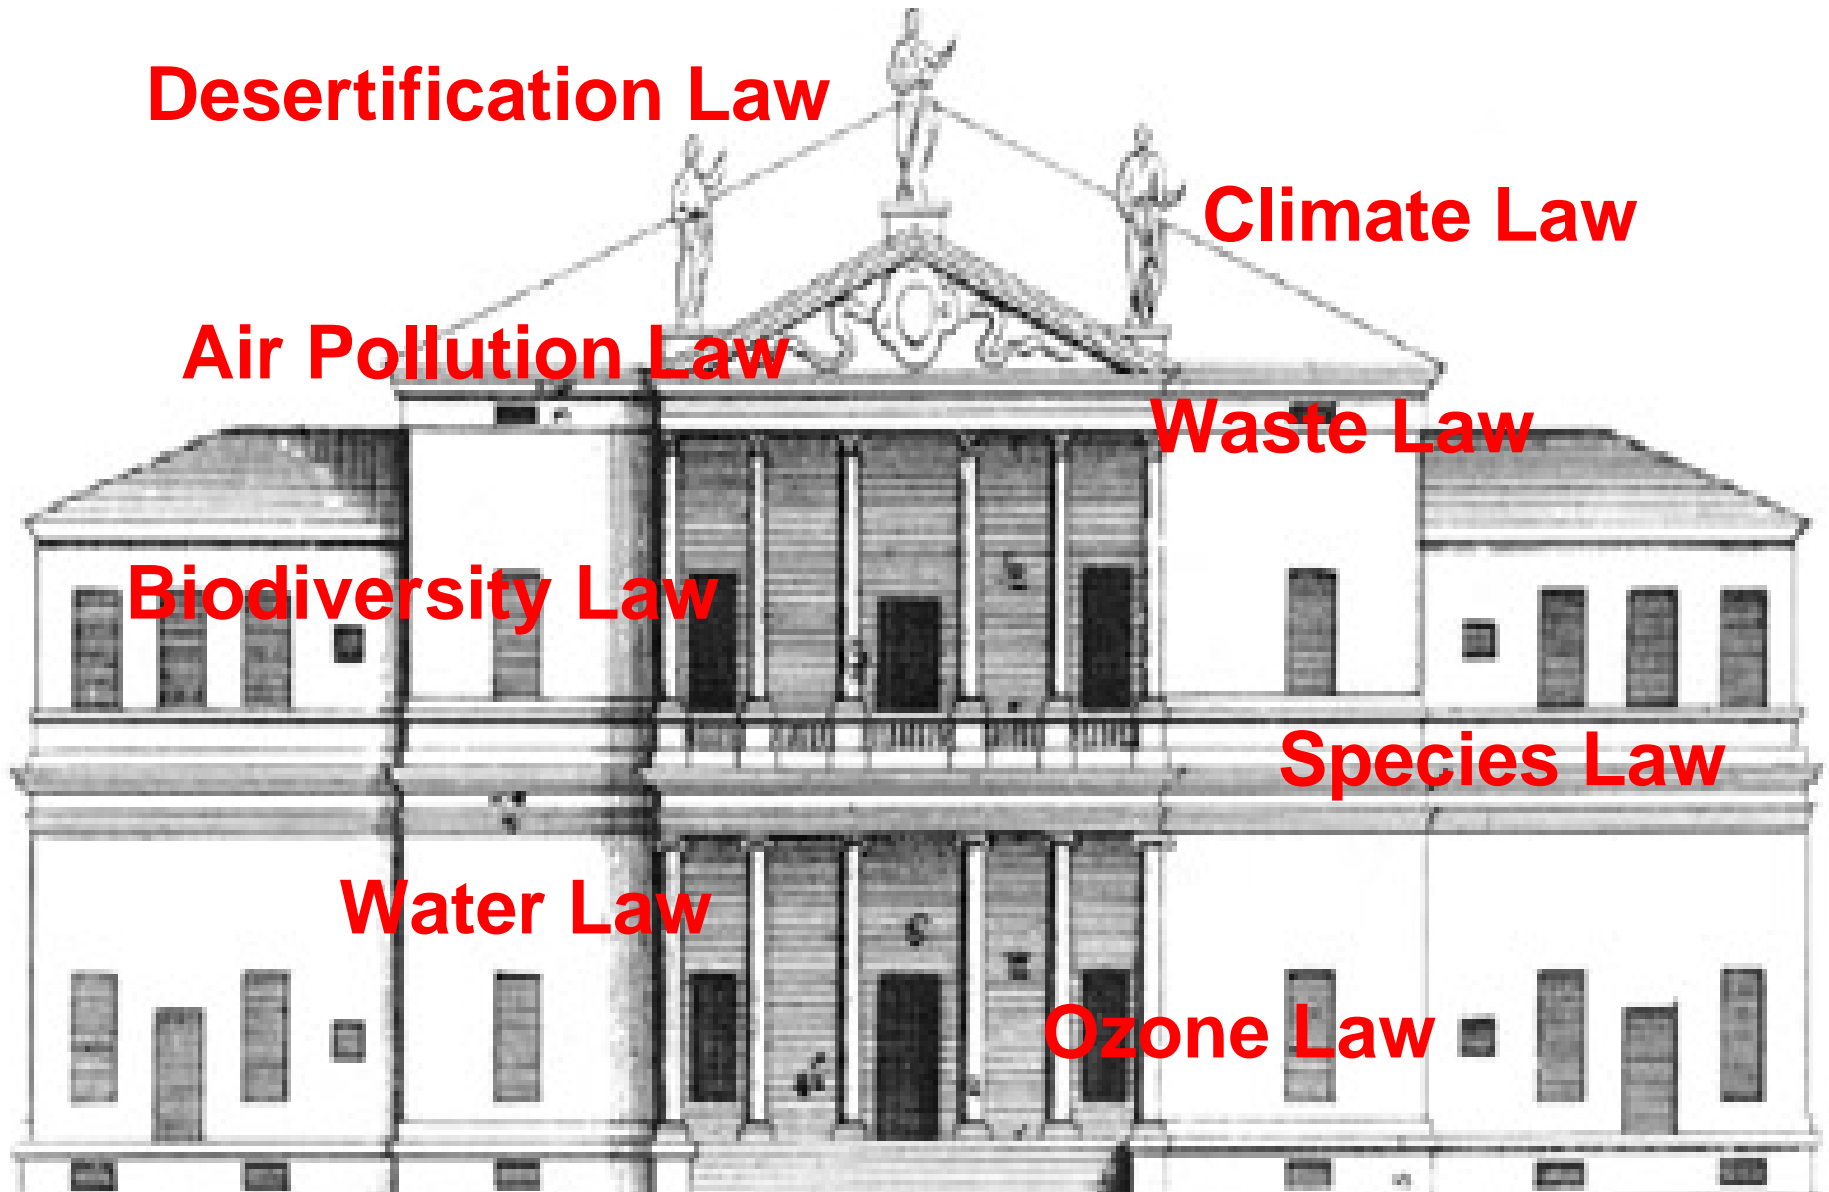 Desertification Law
Climate Law
Air Pollution Law
Waste Law
Biodiversity Law
Species Law
Water Law
Ozone Law